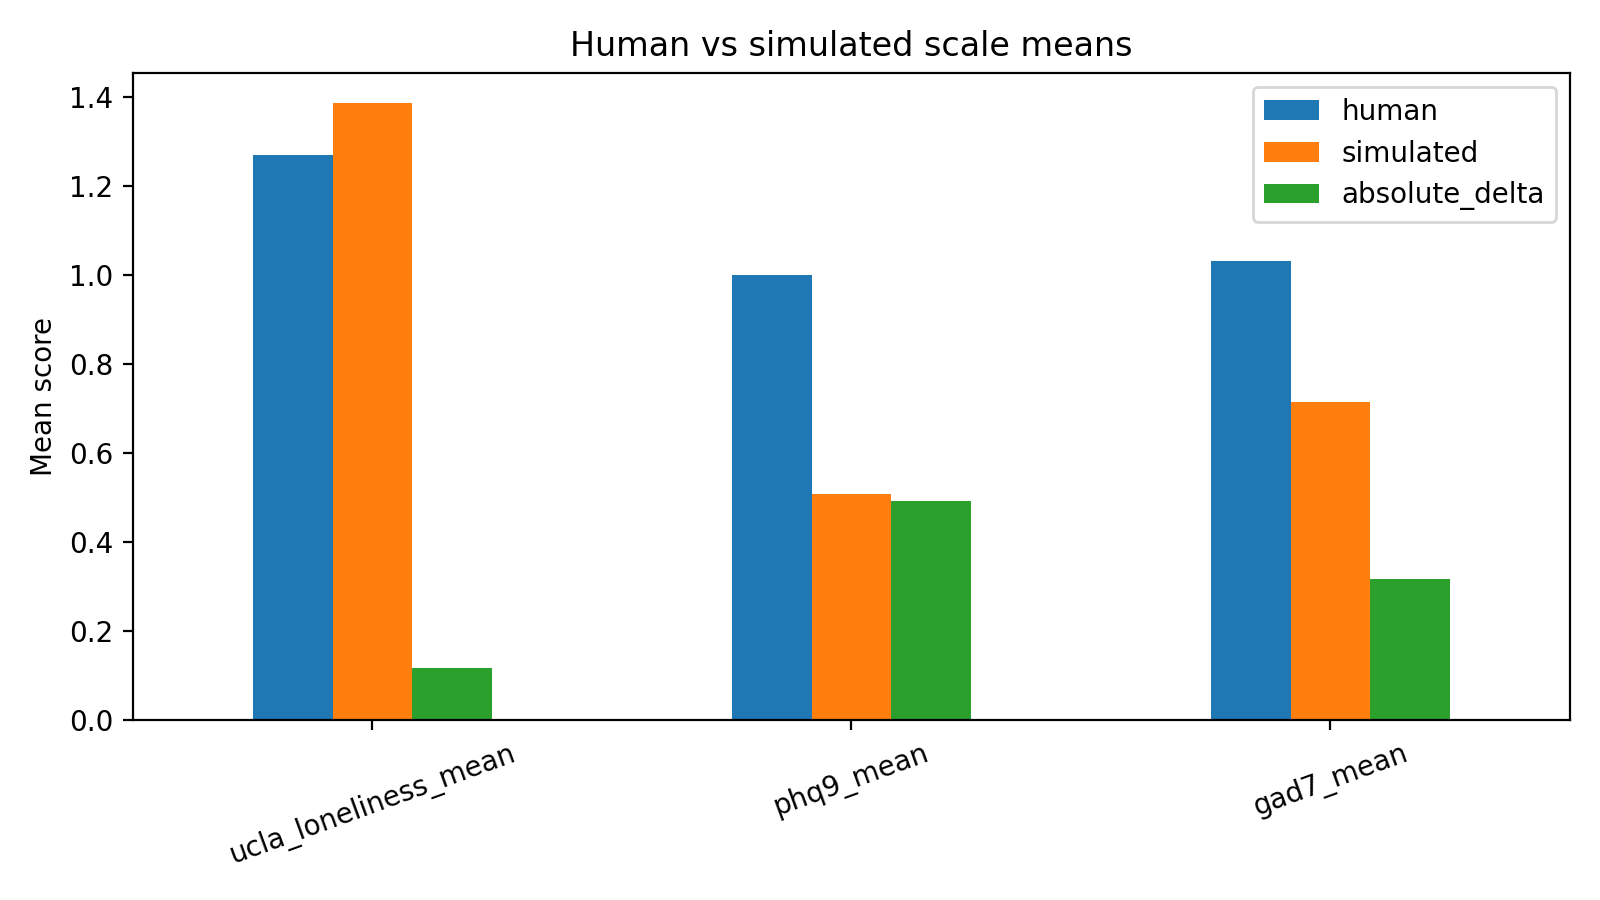 Human vs simulated scale means
human
simulated
absolute_delta
Mean score
1.4
1.2
1.0
0.8
0.6
0.4
0.2
0.0
ucla_loneliness_mean
phq9_mean
gad7_mean